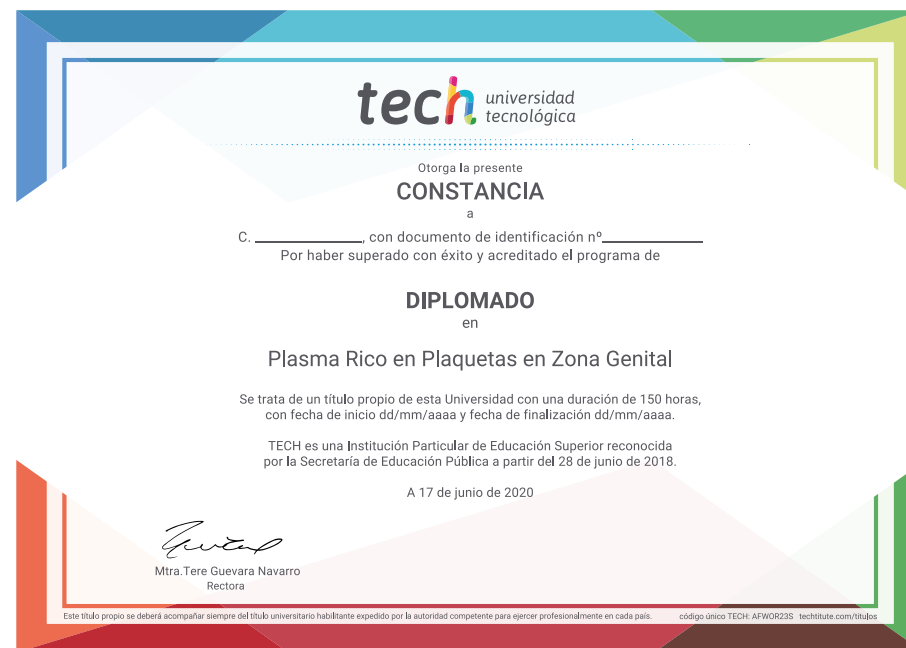 tech universidad
tecnológica
Otorga la presente
CONSTANCIA
a
C. ____________, con documento de identificación nº____________
Por haber superado con éxito y acreditado el programa de
DIPLOMADO
en
Plasma Rico en Plaquetas en Zona Genital
Se trata de un título propio de esta Universidad con una duración de 150 horas,
con fecha de inicio dd/mm/aaaa y fecha de finalización dd/mm/aaaa.
TECH es una Institución Particular de Educación Superior reconocida
por la Secretaría de Educación Pública a partir del 28 de junio de 2018.
A 17 de junio de 2020
Mtra.Tere Guevara Navarro
Rectora
Este título propio se deberá acompañar siempre del título universitario habilitante expedido por la autoridad competente para ejercer profesionalmente en cada país. código único TECH: AFWOR23S techtitute.com/titulos